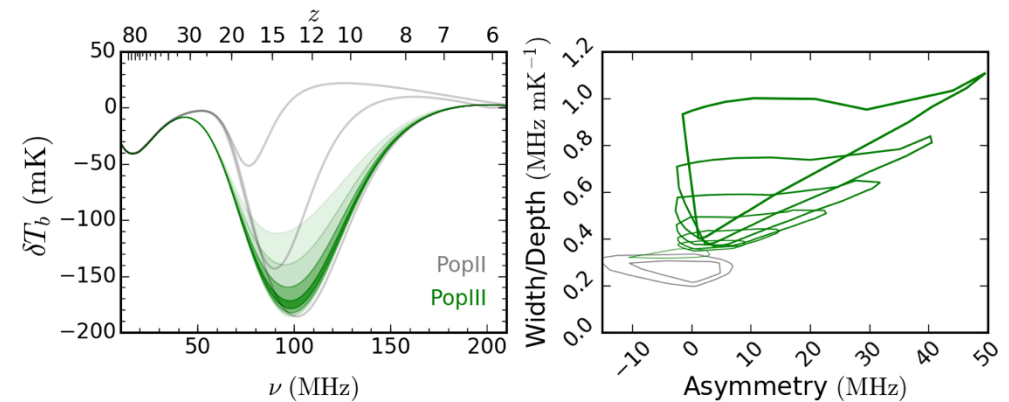 z
80 30 20 15 12 10 8 7 6
50
0
−50
−100
−150
−200
δT_b (mK)
PopII
PopIII
50 100 150 200
ν (MHz)
1.2
1.0
0.8
0.6
0.4
0.2
0.0
Width/Depth (MHz mK⁻¹)
−10 0 10 20 30 40 50
Asymmetry (MHz)